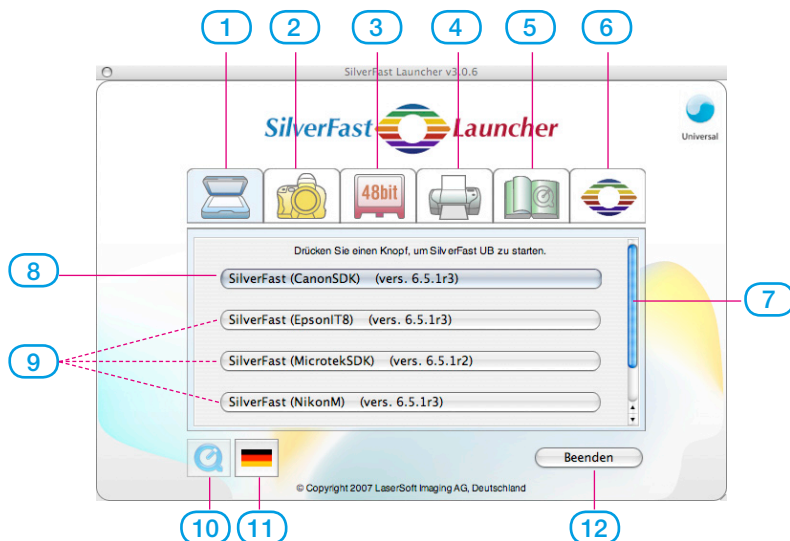 1 2 3 4 5 6
SilverFast Launcher v3.0.6
SilverFast Launcher
Universal
48bit
Drücken Sie einen Knopf, um SilverFast UB zu starten.
8
SilverFast (CanonSDK) (vers. 6.5.1r3)
7
SilverFast (EpsonIT8) (vers. 6.5.1r3)
9
SilverFast (MicrotekSDK) (vers. 6.5.1r2)
SilverFast (NikonM) (vers. 6.5.1r3)
Beenden
© Copyright 2007 LaserSoft Imaging AG, Deutschland
10 11 12